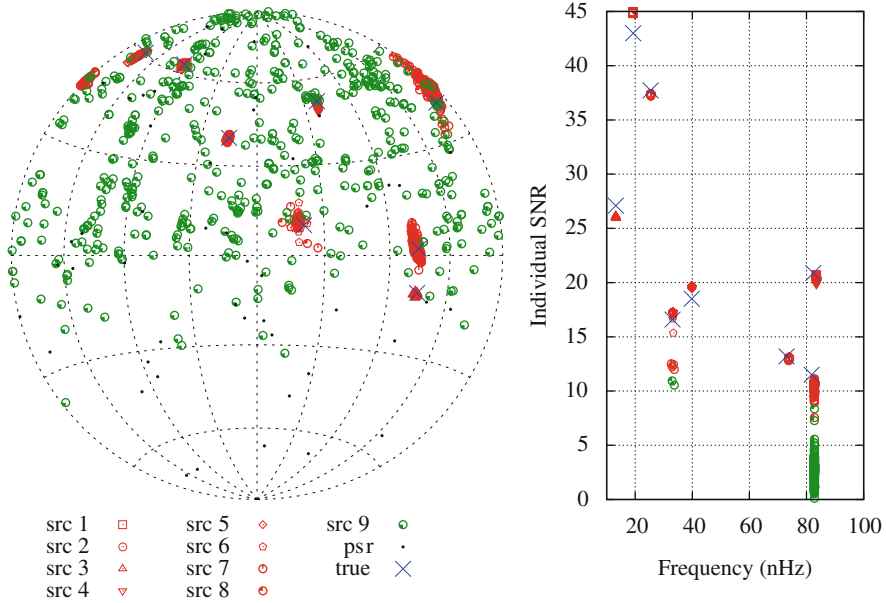 src 1
src 2
src 3
src 4
src 5
src 6
src 7
src 8
src 9
psr
true
Individual SNR
45
40
35
30
25
20
15
10
5
0
20
40
60
80
100
Frequency (nHz)